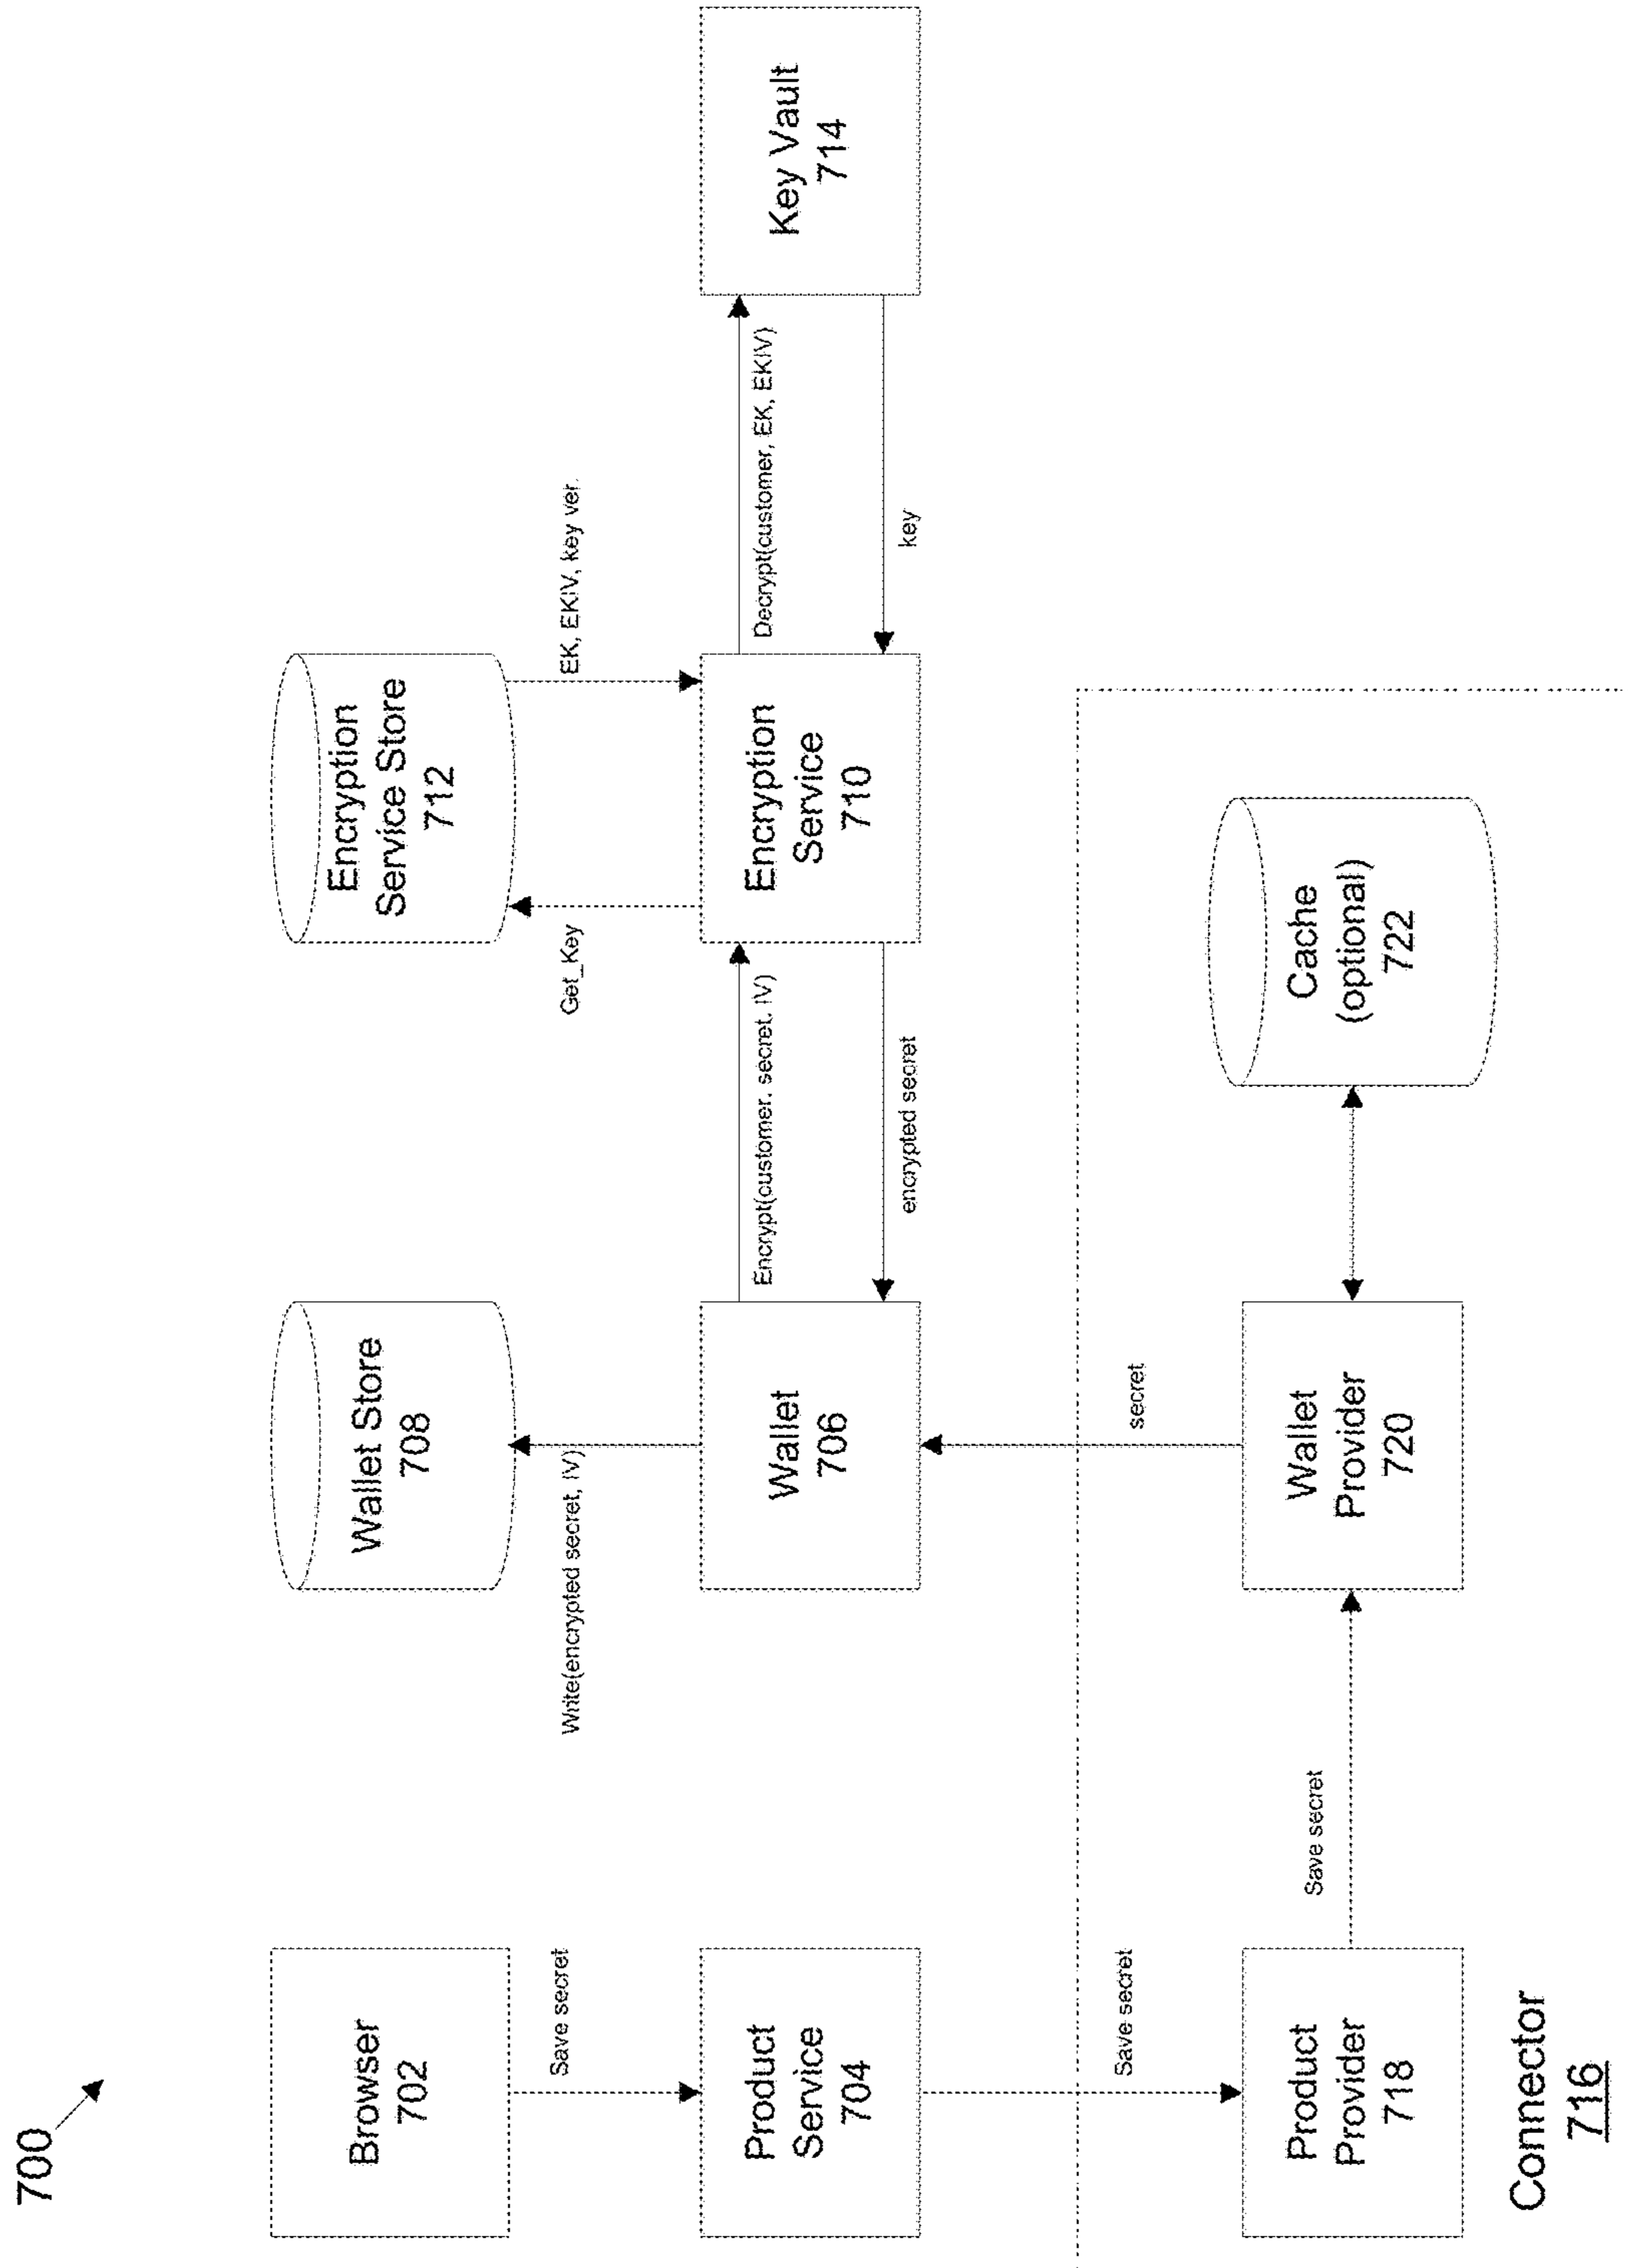 700
Browser
702
Save secret
Product
Service
704
Save secret
Product
Provider
718
Connector
716
Save secret
Wallet Store
708
Write(encrypted secret, IV)
Wallet
706
secret
Wallet
Provider
720
Encrypt(customer, secret, IV)
encrypted secret
Encryption
Service Store
712
Get_Key
EK, EKIV, key ver.
Encryption
Service
710
Cache
(optional)
722
Decrypt(customer, EK, EKIV)
key
Key Vault
714